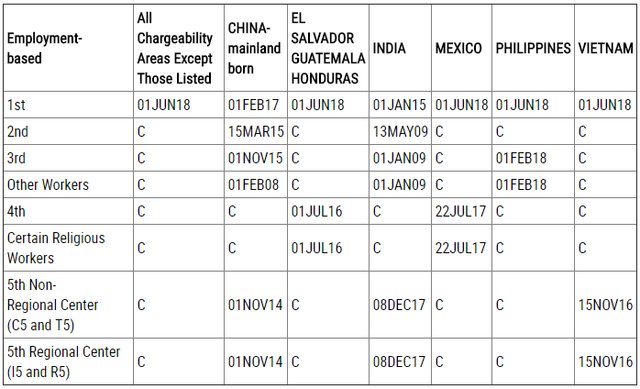 Employment-based | All Chargeability Areas Except Those Listed | CHINA-mainland born | EL SALVADOR GUATEMALA HONDURAS | INDIA | MEXICO | PHILIPPINES | VIETNAM
1st | 01JUN18 | 01FEB17 | 01JUN18 | 01JAN15 | 01JUN18 | 01JUN18 | 01JUN18
2nd | C | 15MAR15 | C | 13MAY09 | C | C | C
3rd | C | 01NOV15 | C | 01JAN09 | C | 01FEB18 | C
Other Workers | C | 01FEB08 | C | 01JAN09 | C | 01FEB18 | C
4th | C | C | 01JUL16 | C | 22JUL17 | C | C
Certain Religious Workers | C | C | 01JUL16 | C | 22JUL17 | C | C
5th Non-Regional Center (C5 and T5) | C | 01NOV14 | C | 08DEC17 | C | C | 15NOV16
5th Regional Center (I5 and R5) | C | 01NOV14 | C | 08DEC17 | C | C | 15NOV16